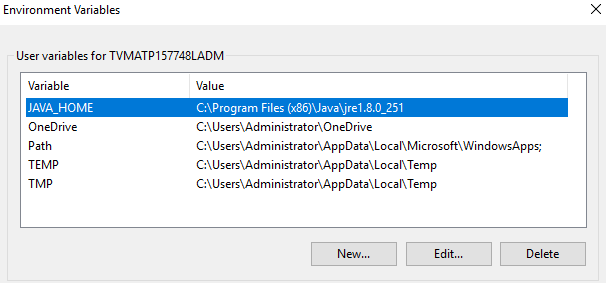 Environment Variables
User variables for TVMATP157748LADM
Variable Value
JAVA_HOME C:\Program Files (x86)\Java\jre1.8.0_251
OneDrive C:\Users\Administrator\OneDrive
Path C:\Users\Administrator\AppData\Local\Microsoft\WindowsApps;
TEMP C:\Users\Administrator\AppData\Local\Temp
TMP C:\Users\Administrator\AppData\Local\Temp
New... Edit... Delete